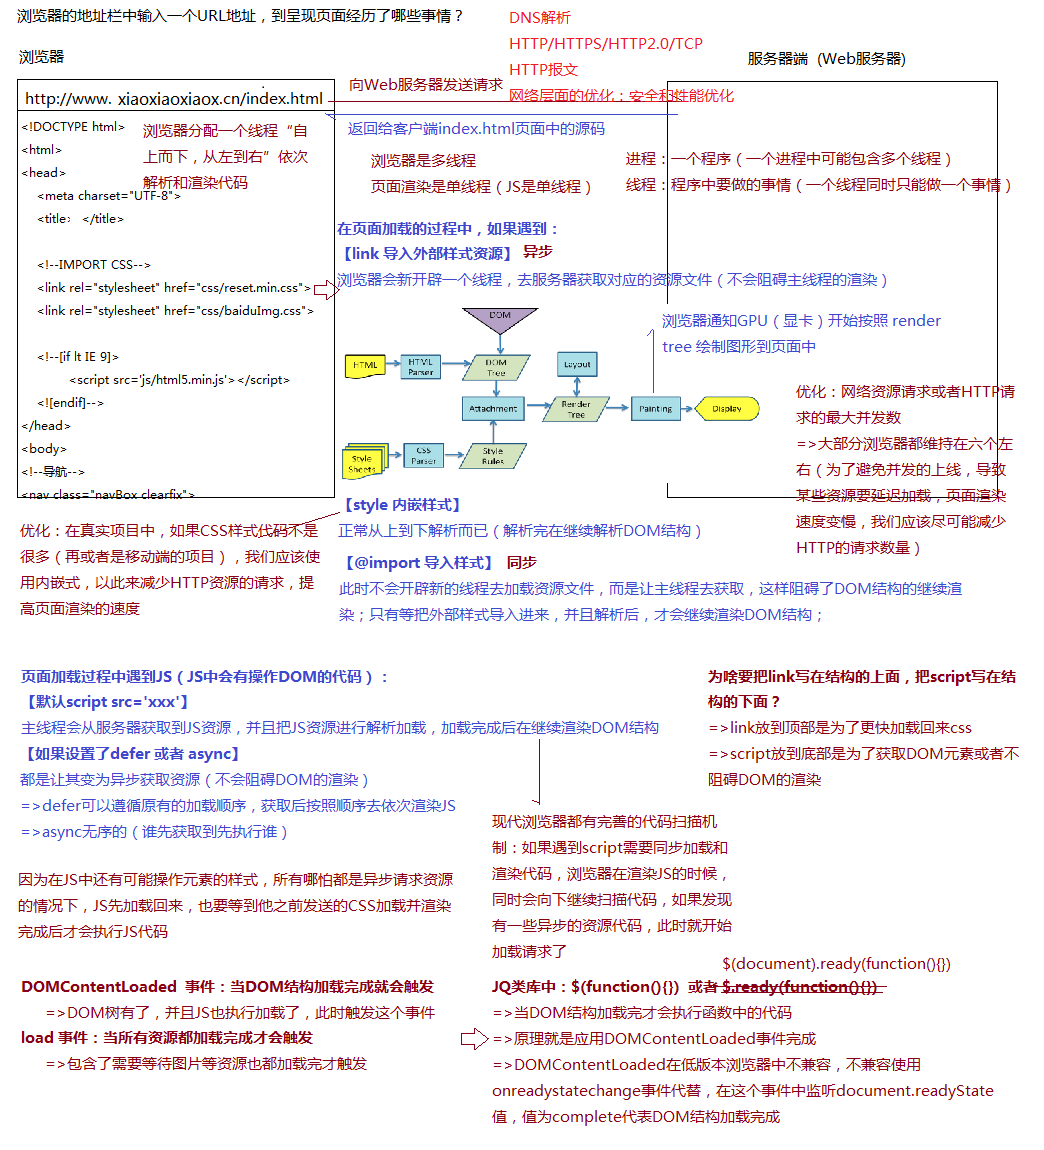 浏览器的地址栏中输入一个URL地址，到呈现页面经历了哪些事情？
DNS解析
HTTP/HTTPS/HTTP2.0/TCP
HTTP报文
网络层面的优化：安全和性能优化
浏览器
服务器端 (Web服务器)
向Web服务器发送请求
http://www. xiaoxiaoxiaox.cn/index.html
返回给客户端index.html页面中的源码
<!DOCTYPE html>
<html>
<head>
<meta charset="UTF-8">
<title> </title>
浏览器分配一个线程“自
上而下，从左到右”依次
解析和渲染代码
浏览器是多线程
页面渲染是单线程（JS是单线程）
进程：一个程序（一个进程中可能包含多个线程）
线程：程序中要做的事情（一个线程同时只能做一个事情）
<!--IMPORT CSS-->
<link rel="stylesheet" href="css/reset.min.css">
<link rel="stylesheet" href="css/baiduImg.css">
<!--[if lt IE 9]>
<script src='js/html5.min.js'></script>
<![endif]-->
</head>
<body>
<!--导航-->
<nav class="navBox clearfix">
在页面加载的过程中，如果遇到：
【link 导入外部样式资源】 异步
浏览器会新开辟一个线程，去服务器获取对应的资源文件（不会阻碍主线程的渲染）
DOM
HTML
HTML
Parser
DOM
Tree
Layout
Attachment
Render
Tree
Painting
Display
Style
Sheets
CSS
Parser
Style
Rules
浏览器通知GPU（显卡）开始按照 render
tree 绘制图形到页面中
优化：网络资源请求或者HTTP请
求的最大并发数
=>大部分浏览器都维持在六个左
右（为了避免并发的上线，导致
某些资源要延迟加载，页面渲染
速度变慢，我们应该尽可能减少
HTTP的请求数量）
【style 内嵌样式】
正常从上到下解析而已（解析完在继续解析DOM结构）
优化：在真实项目中，如果CSS样式代码不是
很多（再或者是移动端的项目），我们应该使
用内嵌式，以此来减少HTTP资源的请求，提
高页面渲染的速度
【@import 导入样式】 同步
此时不会开辟新的线程去加载资源文件，而是让主线程去获取，这样阻碍了DOM结构的继续渲
染；只有等把外部样式导入进来，并且解析后，才会继续渲染DOM结构；
页面加载过程中遇到JS（JS中会有操作DOM的代码）：
【默认script src='xxx'】
主线程会从服务器获取到JS资源，并且把JS资源进行解析加载，加载完成后在继续渲染DOM结构
【如果设置了defer 或者 async】
都是让其变为异步获取资源（不会阻碍DOM的渲染）
=>defer可以遵循原有的加载顺序，获取后按照顺序去依次渲染JS
=>async无序的（谁先获取到先执行谁）
为啥要把link写在结构的上面，把script写在结
构的下面？
=>link放到顶部是为了更快加载回来css
=>script放到底部是为了获取DOM元素或者不
阻碍DOM的渲染
现代浏览器都有完善的代码扫描机
制：如果遇到script需要同步加载和
渲染代码，浏览器在渲染JS的时候，
同时会向下继续扫描代码，如果发现
有一些异步的资源代码，此时就开始
加载请求了
因为在JS中还有可能操作元素的样式，所有哪怕都是异步请求资源
的情况下，JS先加载回来，也要等到他之前发送的CSS加载并渲染
完成后才会执行JS代码
DOMContentLoaded 事件：当DOM结构加载完成就会触发
=>DOM树有了，并且JS也执行加载了，此时触发这个事件
load 事件：当所有资源都加载完成才会触发
=>包含了需要等待图片等资源也都加载完才触发
$(document).ready(function(){})
JQ类库中：$(function(){}) 或者 $.ready(function(){})
=>当DOM结构加载完才会执行函数中的代码
=>原理就是应用DOMContentLoaded事件完成
=>DOMContentLoaded在低版本浏览器中不兼容，不兼容使用
onreadystatechange事件代替，在这个事件中监听document.readyState
值，值为complete代表DOM结构加载完成